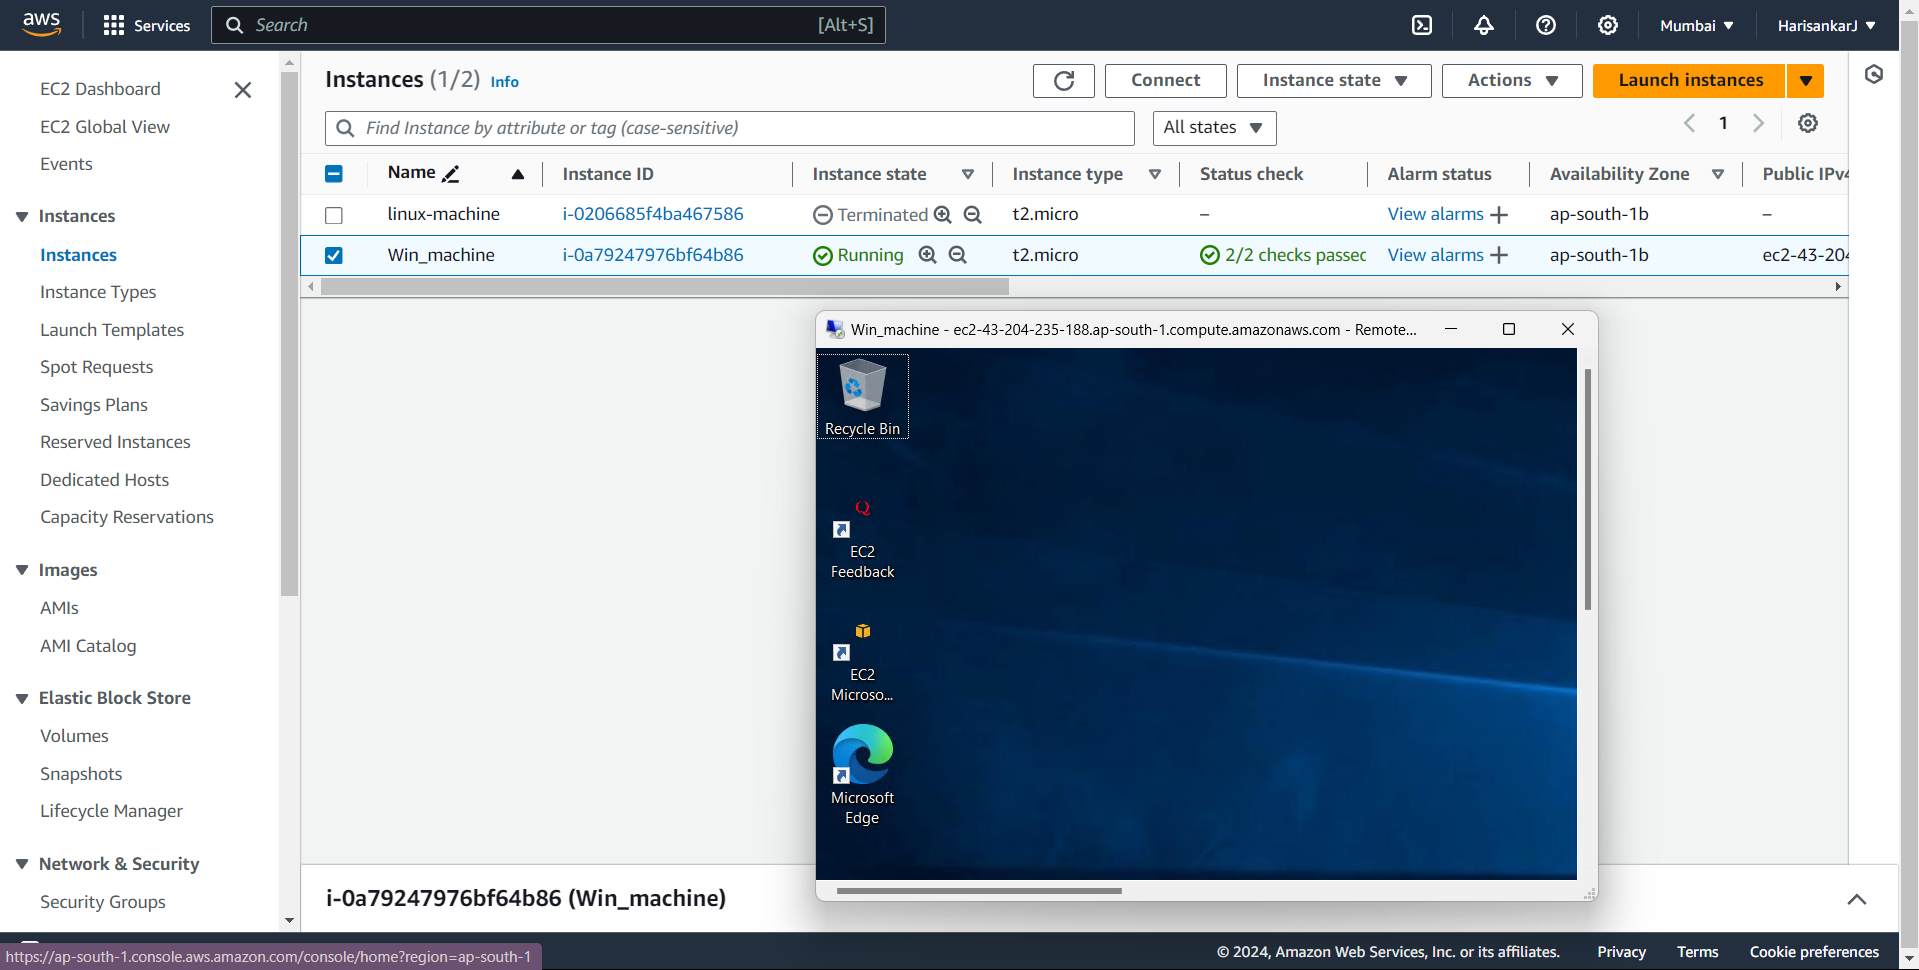 aws
Services
Search
[Alt+S]
Mumbai
HarisankarJ
EC2 Dashboard
EC2 Global View
Events
Instances
Instances
Instance Types
Launch Templates
Spot Requests
Savings Plans
Reserved Instances
Dedicated Hosts
Capacity Reservations
Images
AMIs
AMI Catalog
Elastic Block Store
Volumes
Snapshots
Lifecycle Manager
Network & Security
Security Groups
Instances (1/2) Info
Connect
Instance state
Actions
Launch instances
Find Instance by attribute or tag (case-sensitive)
All states
1
Name Instance ID Instance state Instance type Status check Alarm status Availability Zone Public IPv4
linux-machine i-0206685f4ba467586 Terminated t2.micro – View alarms ap-south-1b –
Win_machine i-0a79247976bf64b86 Running t2.micro 2/2 checks passec View alarms ap-south-1b ec2-43-204
Win_machine - ec2-43-204-235-188.ap-south-1.compute.amazonaws.com - Remote...
Recycle Bin
EC2
Feedback
EC2
Microso...
Microsoft
Edge
i-0a79247976bf64b86 (Win_machine)
https://ap-south-1.console.aws.amazon.com/console/home?region=ap-south-1
© 2024, Amazon Web Services, Inc. or its affiliates.
Privacy
Terms
Cookie preferences